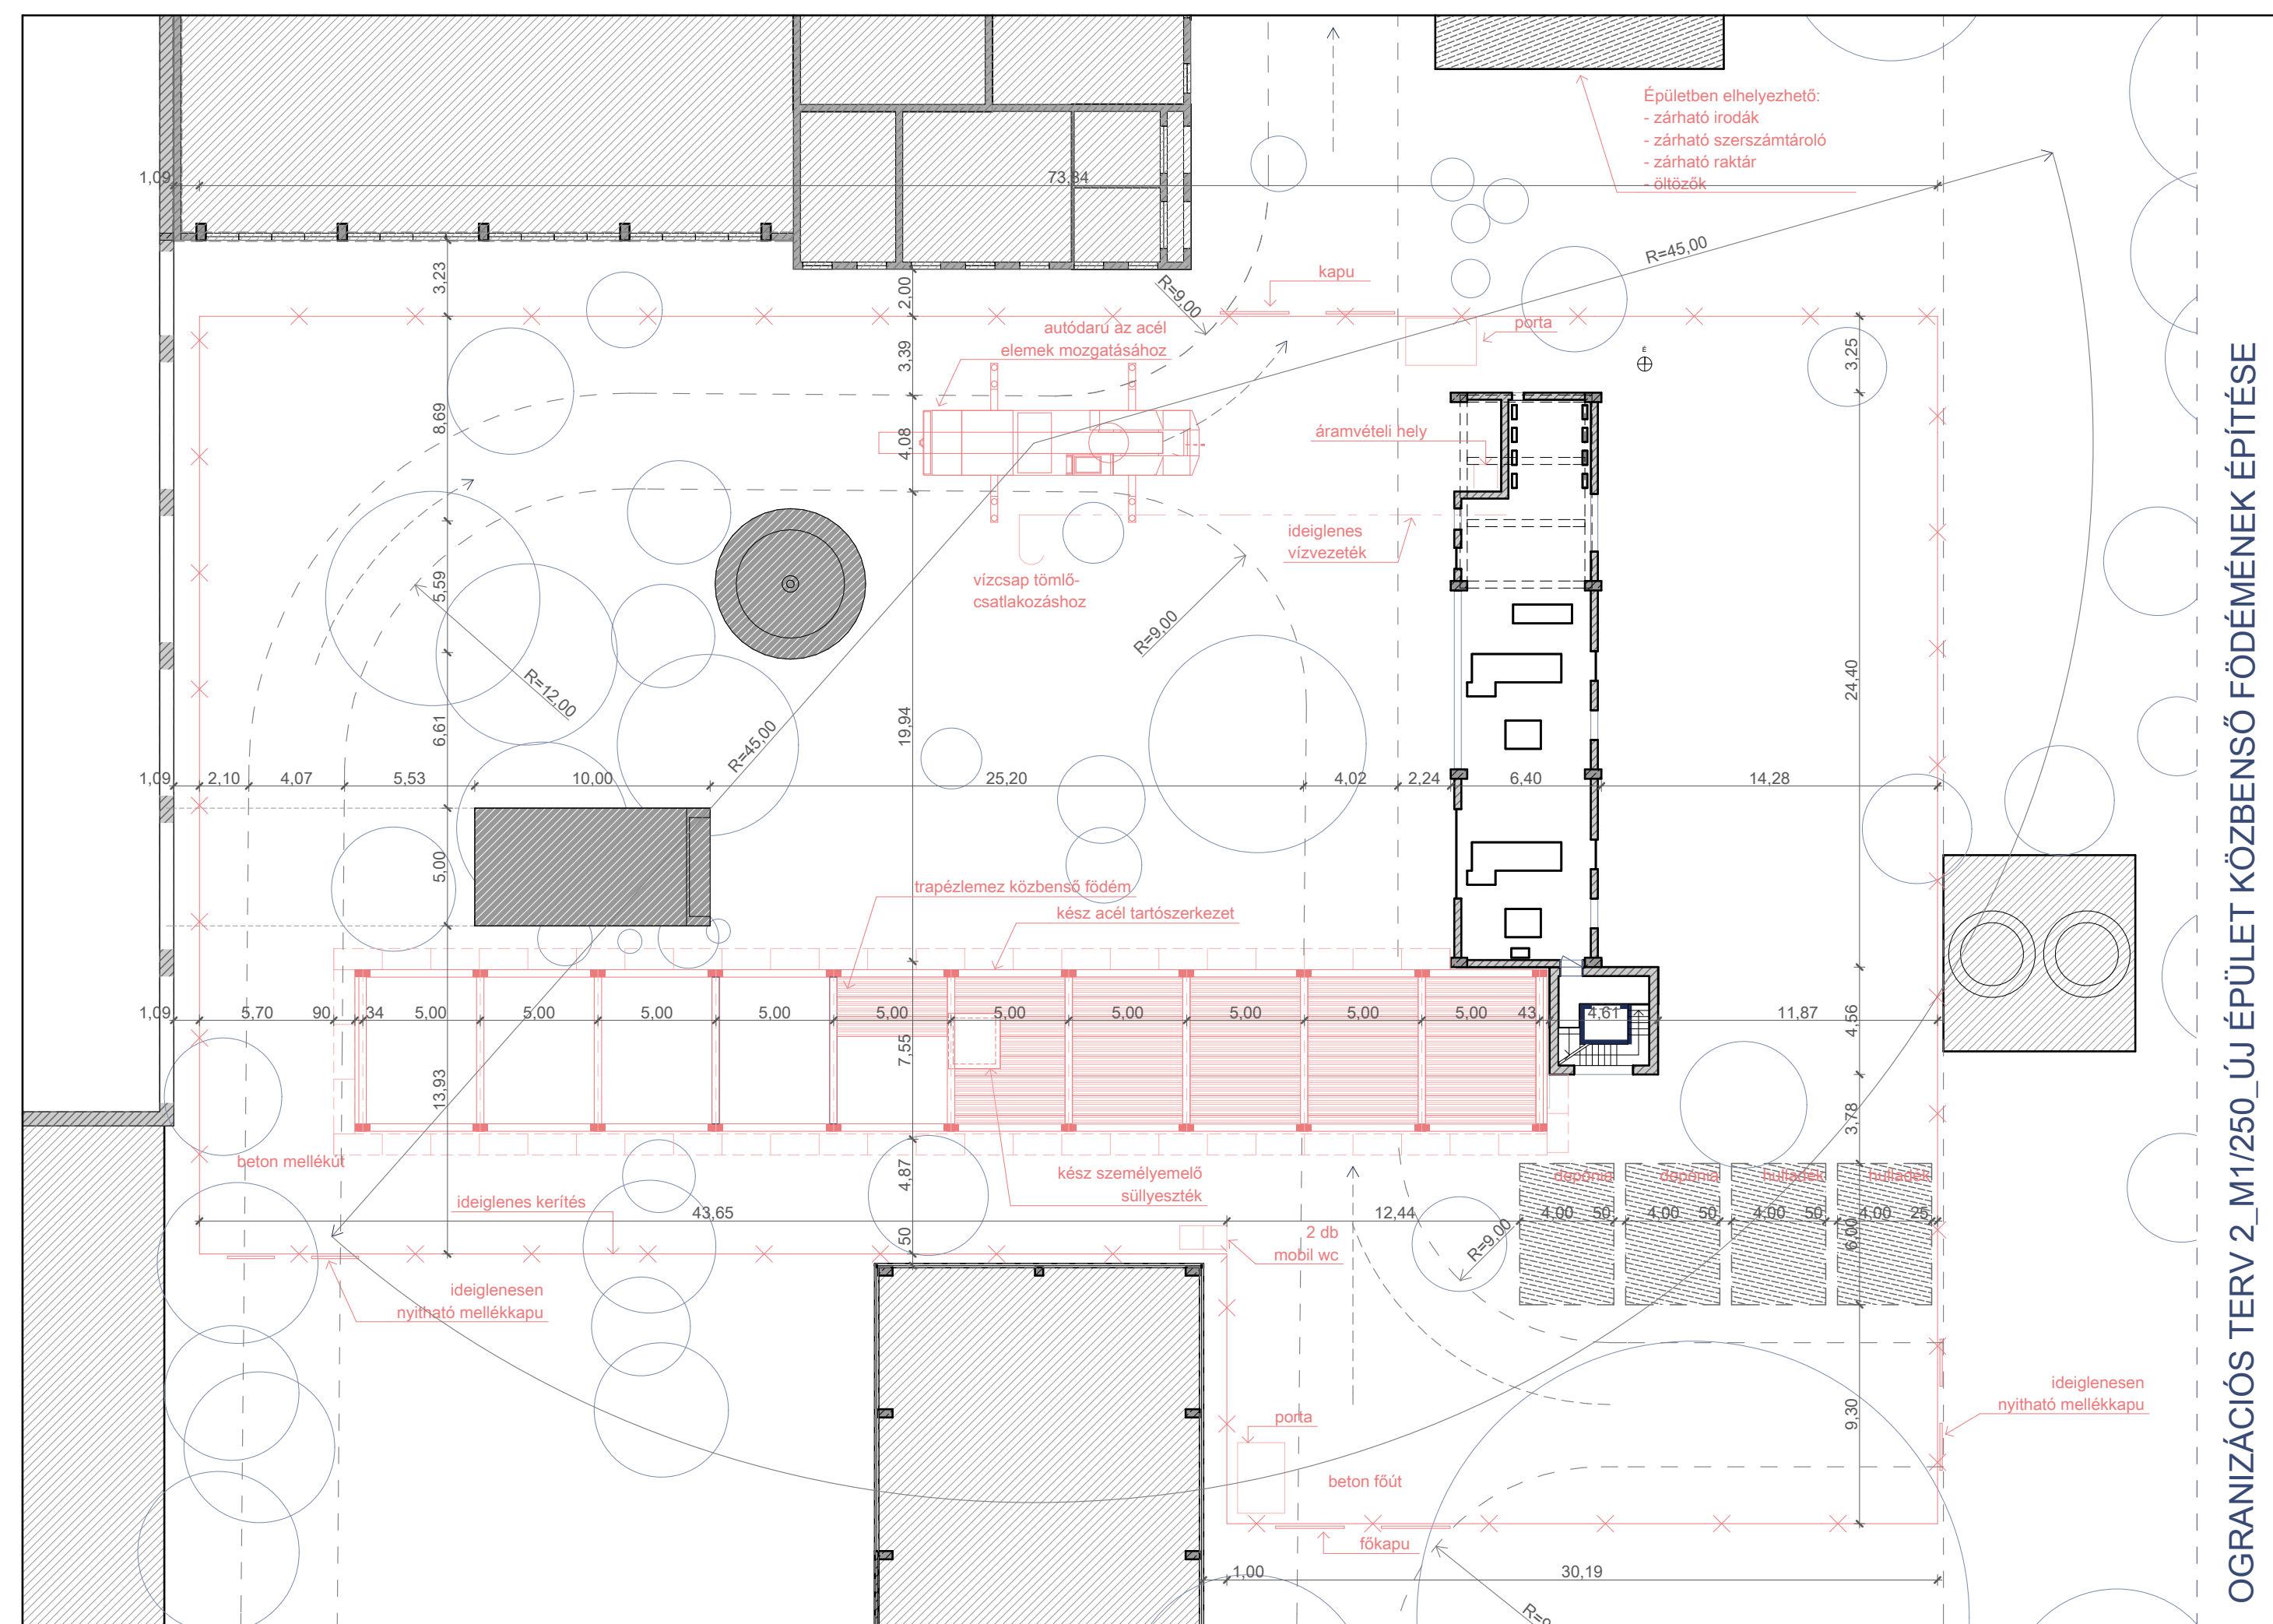 Épületben elhelyezhető:
- zárható irodák
- zárható szerszámtároló
- zárható raktár
- öltözők
1,09
73,84
R=45,00
3,23
2,00
R=9,00
kapu
porta
autódaru az acél
elemek mozgatásához
3,39
3,25
É
8,69
4,08
áramvételi hely
ideiglenes
vízvezeték
vízcsap tömlő-
csatlakozáshoz
5,59
R=9,00
R=12,00
24,40
6,61
19,94
R=45,00
1,09
2,10
4,07
5,53
10,00
25,20
4,02
2,24
6,40
14,28
5,00
trapézlemez közbenső födém
kész acél tartószerkezet
1,09
5,70
90
34
5,00
5,00
5,00
5,00
5,00
5,00
5,00
5,00
5,00
5,00
43
4,61
11,87
4,56
7,55
13,93
3,78
beton mellékút
4,87
kész személyemelő
süllyeszték
depónia
depónia
hulladék
hulladék
ideiglenes kerítés
43,65
12,44
4,00
50
4,00
50
4,00
50
4,00
25
6,00
50
2 db
mobil wc
R=9,00
ideiglenesen
nyitható mellékkapu
ideiglenesen
nyitható mellékkapu
9,30
porta
beton főút
főkapu
1,00
30,19
OGRANIZÁCIÓS TERV 2_M1/250_ÚJ ÉPÜLET KÖZBENSŐ FÖDÉMÉNEK ÉPÍTÉSE